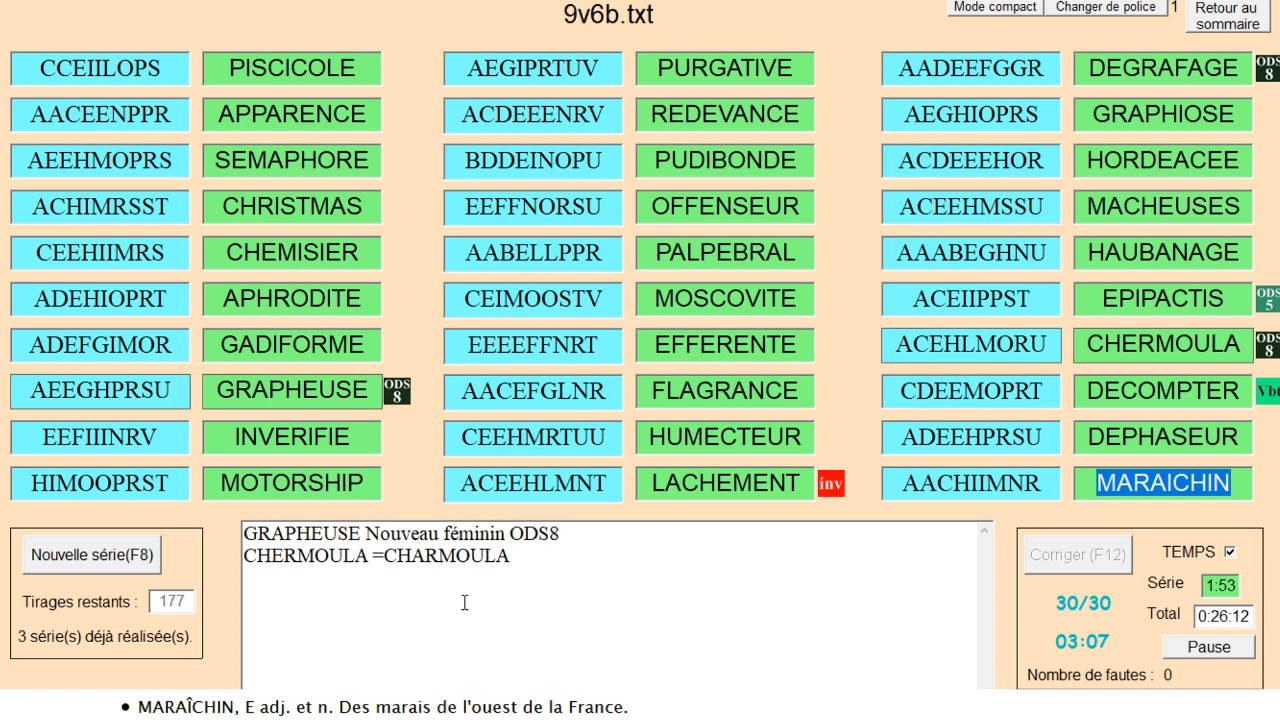 9v6b.txt
Mode compact Changer de police 1 Retour au sommaire
CCEIILOPS PISCICOLE AEGIPRTUV PURGATIVE AADEEFGGR DEGRAFAGE ODS 8
AACEENPPR APPARENCE ACDEEENRV REDEVANCE AEGHIOPRS GRAPHIOSE
AEEHMOPRS SEMAPHORE BDDEINOPU PUDIBONDE ACDEEEHOR HORDEACEE
ACHIMRSST CHRISTMAS EEFFNORSU OFFENSEUR ACEEHMSSU MACHEUSES
CEEHIIMRS CHEMISIER AABELLPPR PALPEBRAL AAABEGHNU HAUBANAGE
ADEHIOPRT APHRODITE CEIMOOSTV MOSCOVITE ACEIIPPST EPIPACTIS ODS 5
ADEFGIMOR GADIFORME EEEEFFNRT EFFERENTE ACEHLMORU CHERMOULA ODS 8
AEEGHPRSU GRAPHEUSE ODS 8 AACEFGLNR FLAGRANCE CDEEMOPRT DECOMPTER Vbt
EEFIIINRV INVERIFIE CEEHMRTUU HUMECTEUR ADEEHPRSU DEPHASEUR
HIMOOPRST MOTORSHIP ACEEHLMNT LACHEMENT inv AACHIIMNR MARAICHIN
Nouvelle série(F8)
Tirages restants : 177
3 série(s) déjà réalisée(s).
GRAPHEUSE Nouveau féminin ODS8
CHERMOULA =CHARMOULA
Corriger (F12) TEMPS
Série 1:53
30/30
Total 0:26:12
03:07
Pause
Nombre de fautes : 0
• MARAÎCHIN, E adj. et n. Des marais de l'ouest de la France.